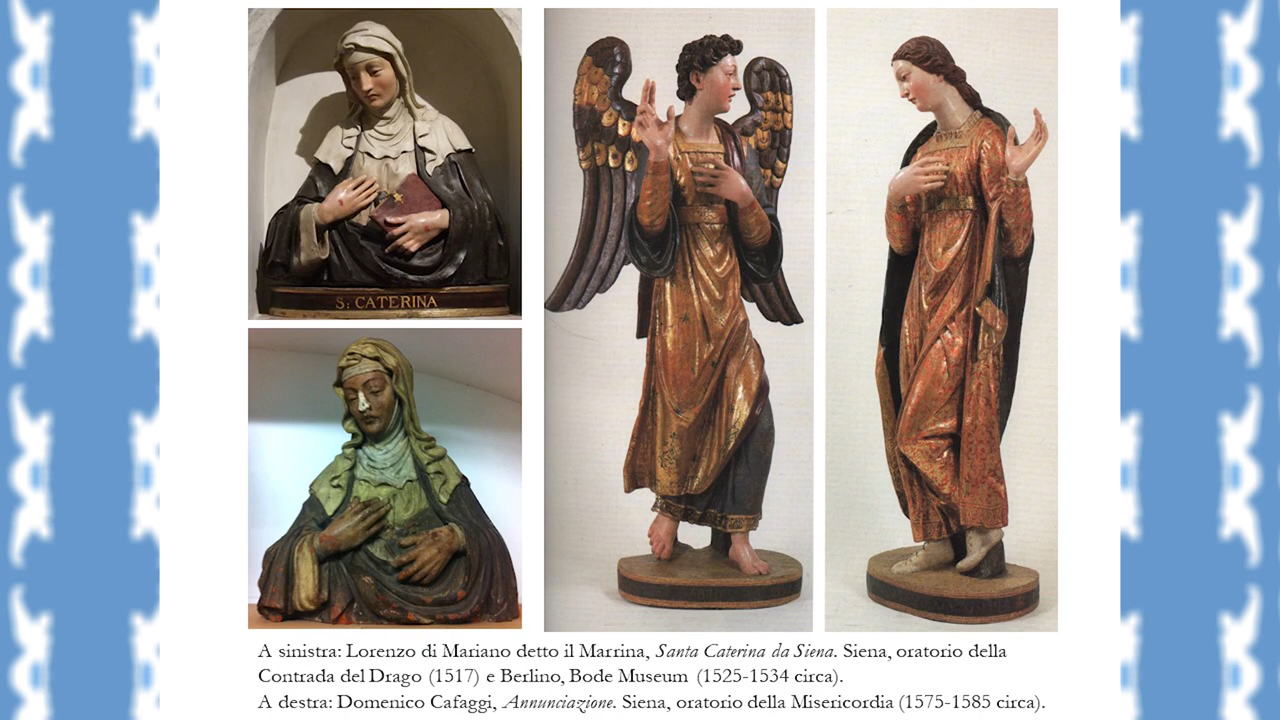 S: CATERINA
A sinistra: Lorenzo di Mariano detto il Marrina, Santa Caterina da Siena. Siena, oratorio della
Contrada del Drago (1517) e Berlino, Bode Museum (1525-1534 circa).
A destra: Domenico Cafaggi, Annunciazione. Siena, oratorio della Misericordia (1575-1585 circa).